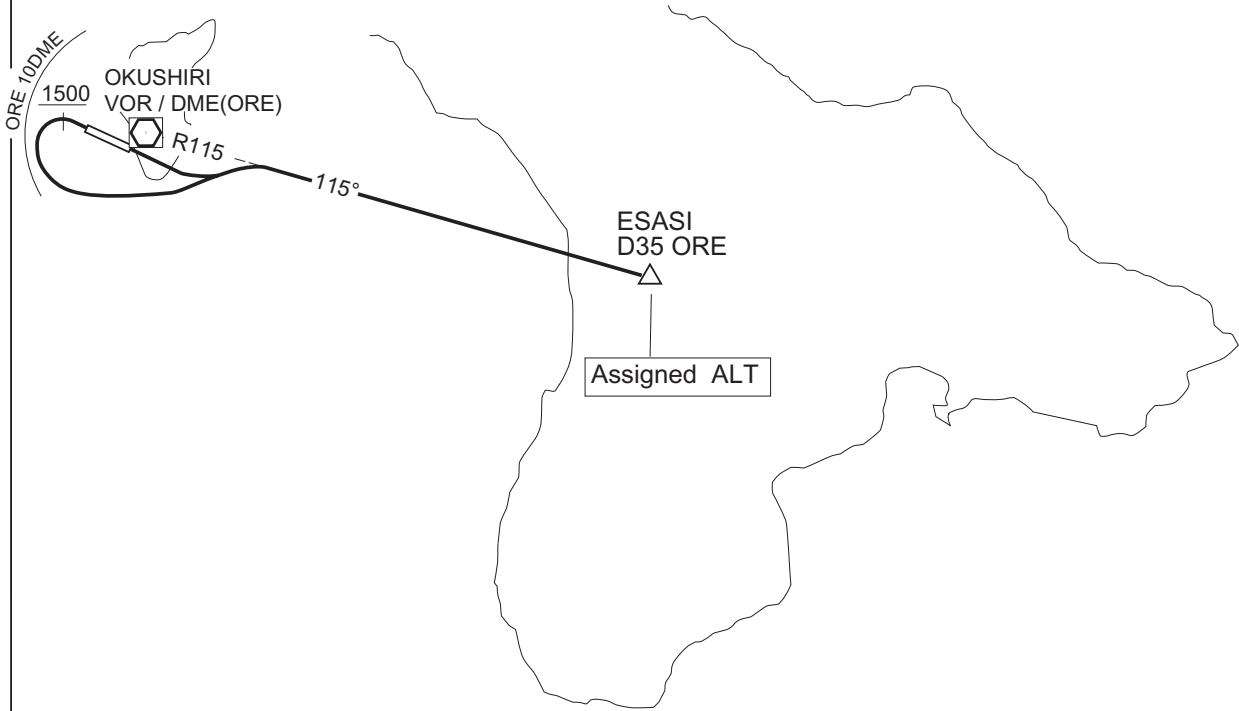 ORE 10DME
1500
OKUSHIRI
VOR / DME(ORE)
R115
115°
ESASI
D35 ORE
Assigned ALT